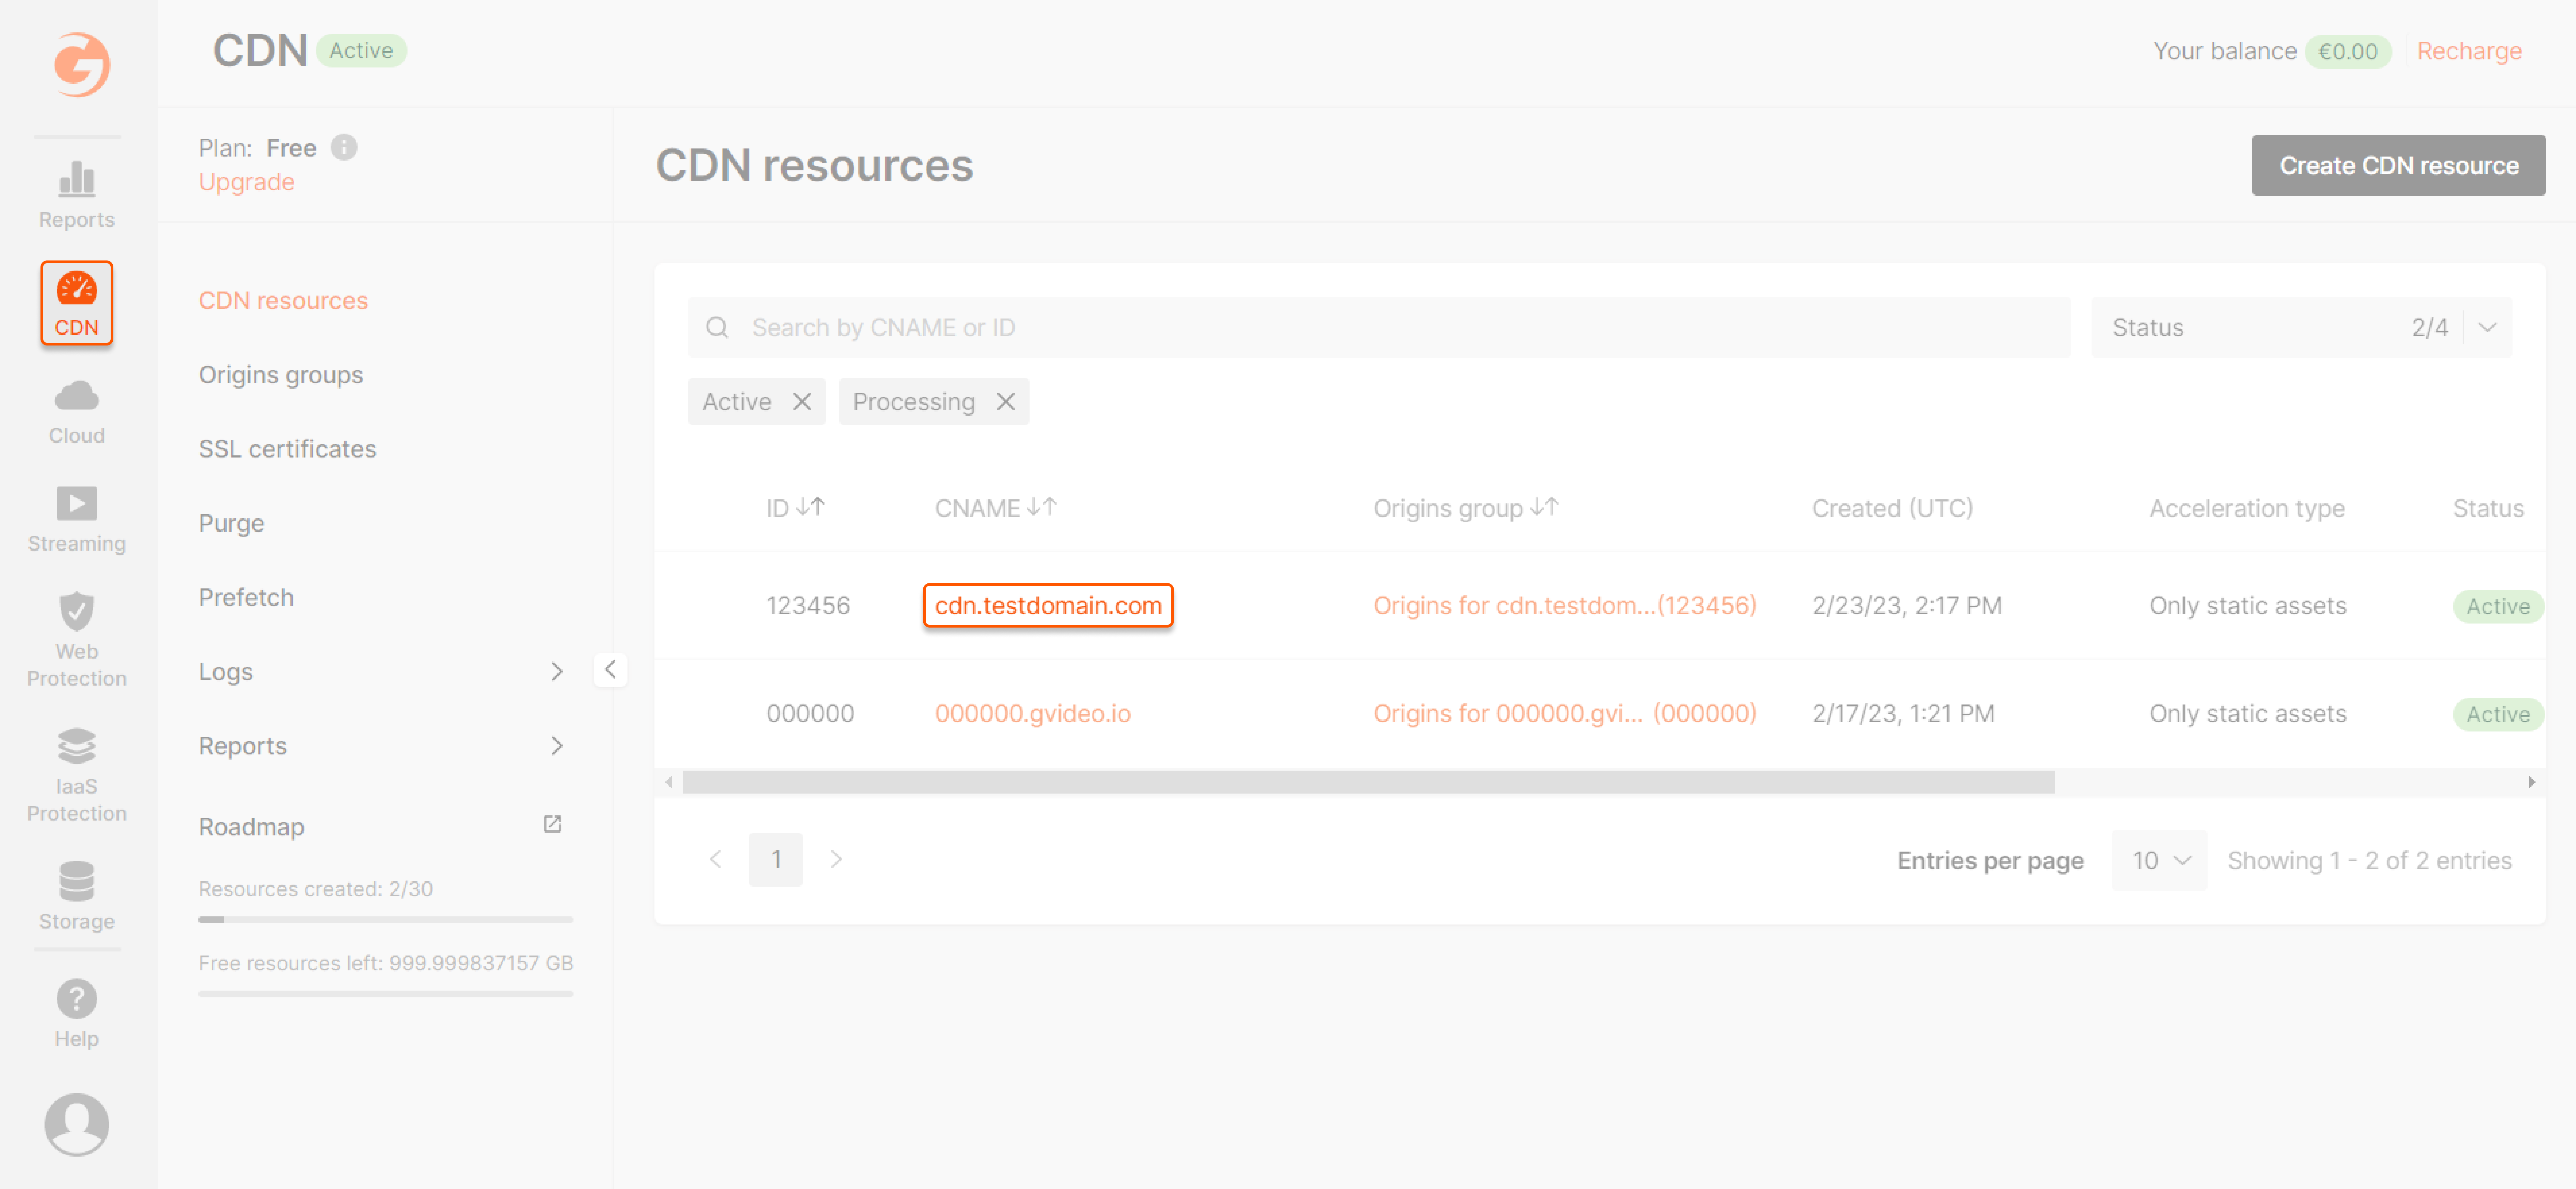 CDN Active
Your balance €0.00 Recharge
Plan: Free
Upgrade
CDN resources
Create CDN resource
Reports
CDN
Cloud
Streaming
Web
Protection
IaaS
Protection
Storage
Help
CDN resources
Origins groups
SSL certificates
Purge
Prefetch
Logs
Reports
Roadmap
Resources created: 2/30
Free resources left: 999.999837157 GB
Search by CNAME or ID
Status 2/4
Active Processing
ID CNAME Origins group Created (UTC) Acceleration type Status
123456 cdn.testdomain.com Origins for cdn.testdom...(123456) 2/23/23, 2:17 PM Only static assets Active
000000 000000.gvideo.io Origins for 000000.gvi... (000000) 2/17/23, 1:21 PM Only static assets Active
1
Entries per page 10 Showing 1 - 2 of 2 entries